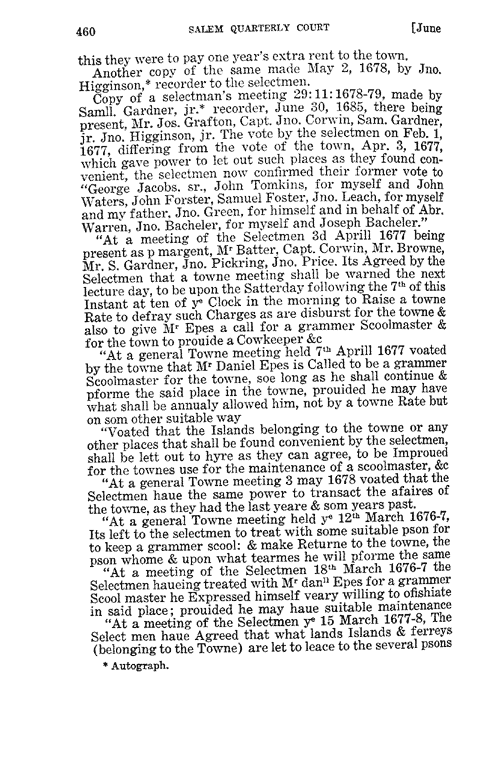 460 SALEM QUARTERLY COURT [June
this they were to pay one year's extra rent to the town.
Another copy of the same made May 2, 1678, by Jno.
Higginson,* recorder to the selectmen.
Copy of a selectman's meeting 29:11:1678-79, made by
Samll. Gardner, jr.* recorder, June 30, 1685, there being
present, Mr. Jos. Grafton, Capt. Jno. Corwin, Sam. Gardner,
jr. Jno. Higginson, jr. The vote by the selectmen on Feb. 1,
1677, differing from the vote of the town, Apr. 3, 1677,
which gave power to let out such places as they found con-
venient, the selectmen now confirmed their former vote to
"George Jacobs. sr., John Tomkins, for myself and John
Waters, John Forster, Samuel Foster, Jno. Leach, for myself
and my father, Jno. Green, for himself and in behalf of Abr.
Warren, Jno. Bacheler, for myself and Joseph Bacheler."
"At a meeting of the Selectmen 3d Aprill 1677 being
present as p margent, Mʳ Batter, Capt. Corwin, Mr. Browne,
Mr. S. Gardner, Jno. Pickring, Jno. Price. Its Agreed by the
Selectmen that a towne meeting shall be warned the next
lecture day, to be upon the Satterday following the 7ᵗʰ of this
Instant at ten of yᵉ Clock in the morning to Raise a towne
Rate to defray such Charges as are disburst for the towne &
also to give Mʳ Epes a call for a grammer Scoolmaster &
for the town to prouide a Cowkeeper &c
"At a general Towne meeting held 7ᵗʰ Aprill 1677 voated
by the towne that Mʳ Daniel Epes is Called to be a grammer
Scoolmaster for the towne, soe long as he shall continue &
pforme the said place in the towne, prouided he may have
what shall be annualy allowed him, not by a towne Rate but
on som other suitable way
"Voated that the Islands belonging to the towne or any
other places that shall be found convenient by the selectmen,
shall be lett out to hyre as they can agree, to be Improued
for the townes use for the maintenance of a scoolmaster, &c
"At a general Towne meeting 3 may 1678 voated that the
Selectmen haue the same power to transact the afaires of
the towne, as they had the last yeare & som years past.
"At a general Towne meeting held yᵉ 12ᵗʰ March 1676-7,
Its left to the selectmen to treat with some suitable pson for
to keep a grammer scool: & make Returne to the towne, the
pson whome & upon what tearmes he will pforme the same
"At a meeting of the Selectmen 18ᵗʰ March 1676-7 the
Selectmen haueing treated with Mʳ danˡˡ Epes for a grammer
Scool master he Expressed himself veary willing to ofishiate
in said place; prouided he may haue suitable maintenance
"At a meeting of the Selectmen yᵉ 15 March 1677-8, The
Select men haue Agreed that what lands Islands & ferreys
(belonging to the Towne) are let to leace to the several psons
* Autograph.